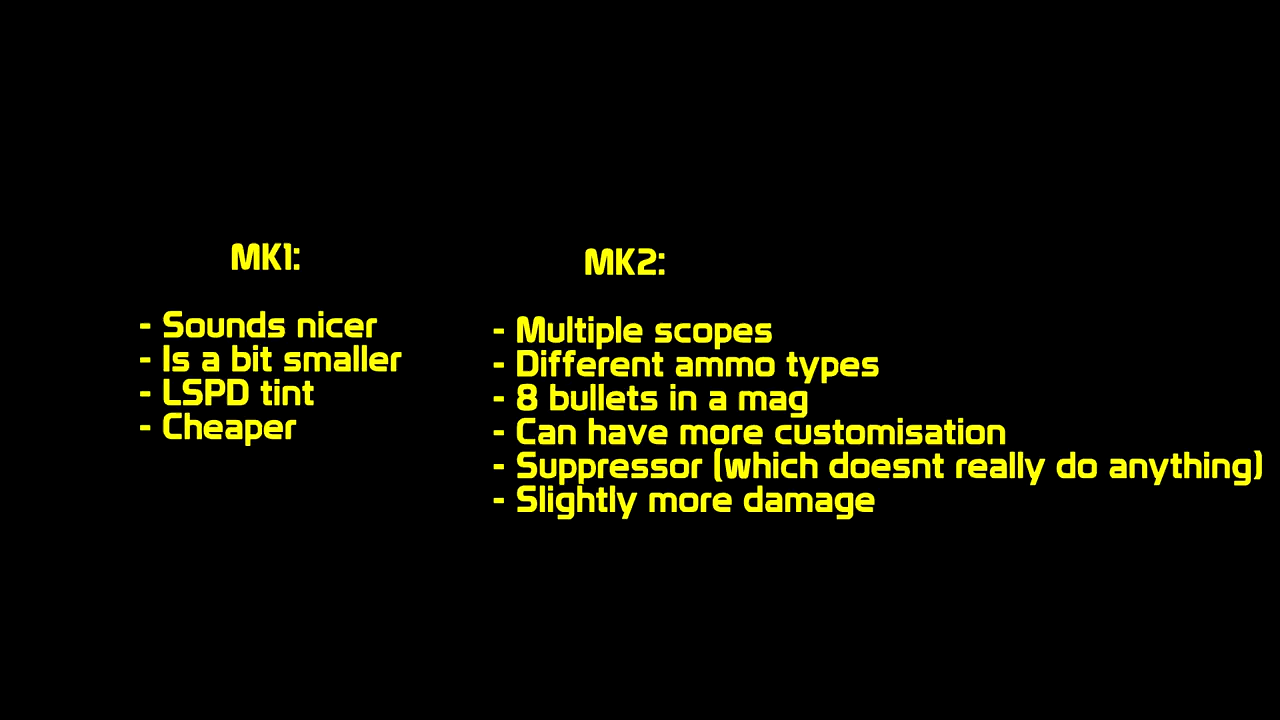 MK1:
- Sounds nicer
- Is a bit smaller
- LSPD tint
- Cheaper
MK2:
- Multiple scopes
- Different ammo types
- 8 bullets in a mag
- Can have more customisation
- Suppressor (which doesnt really do anything)
- Slightly more damage